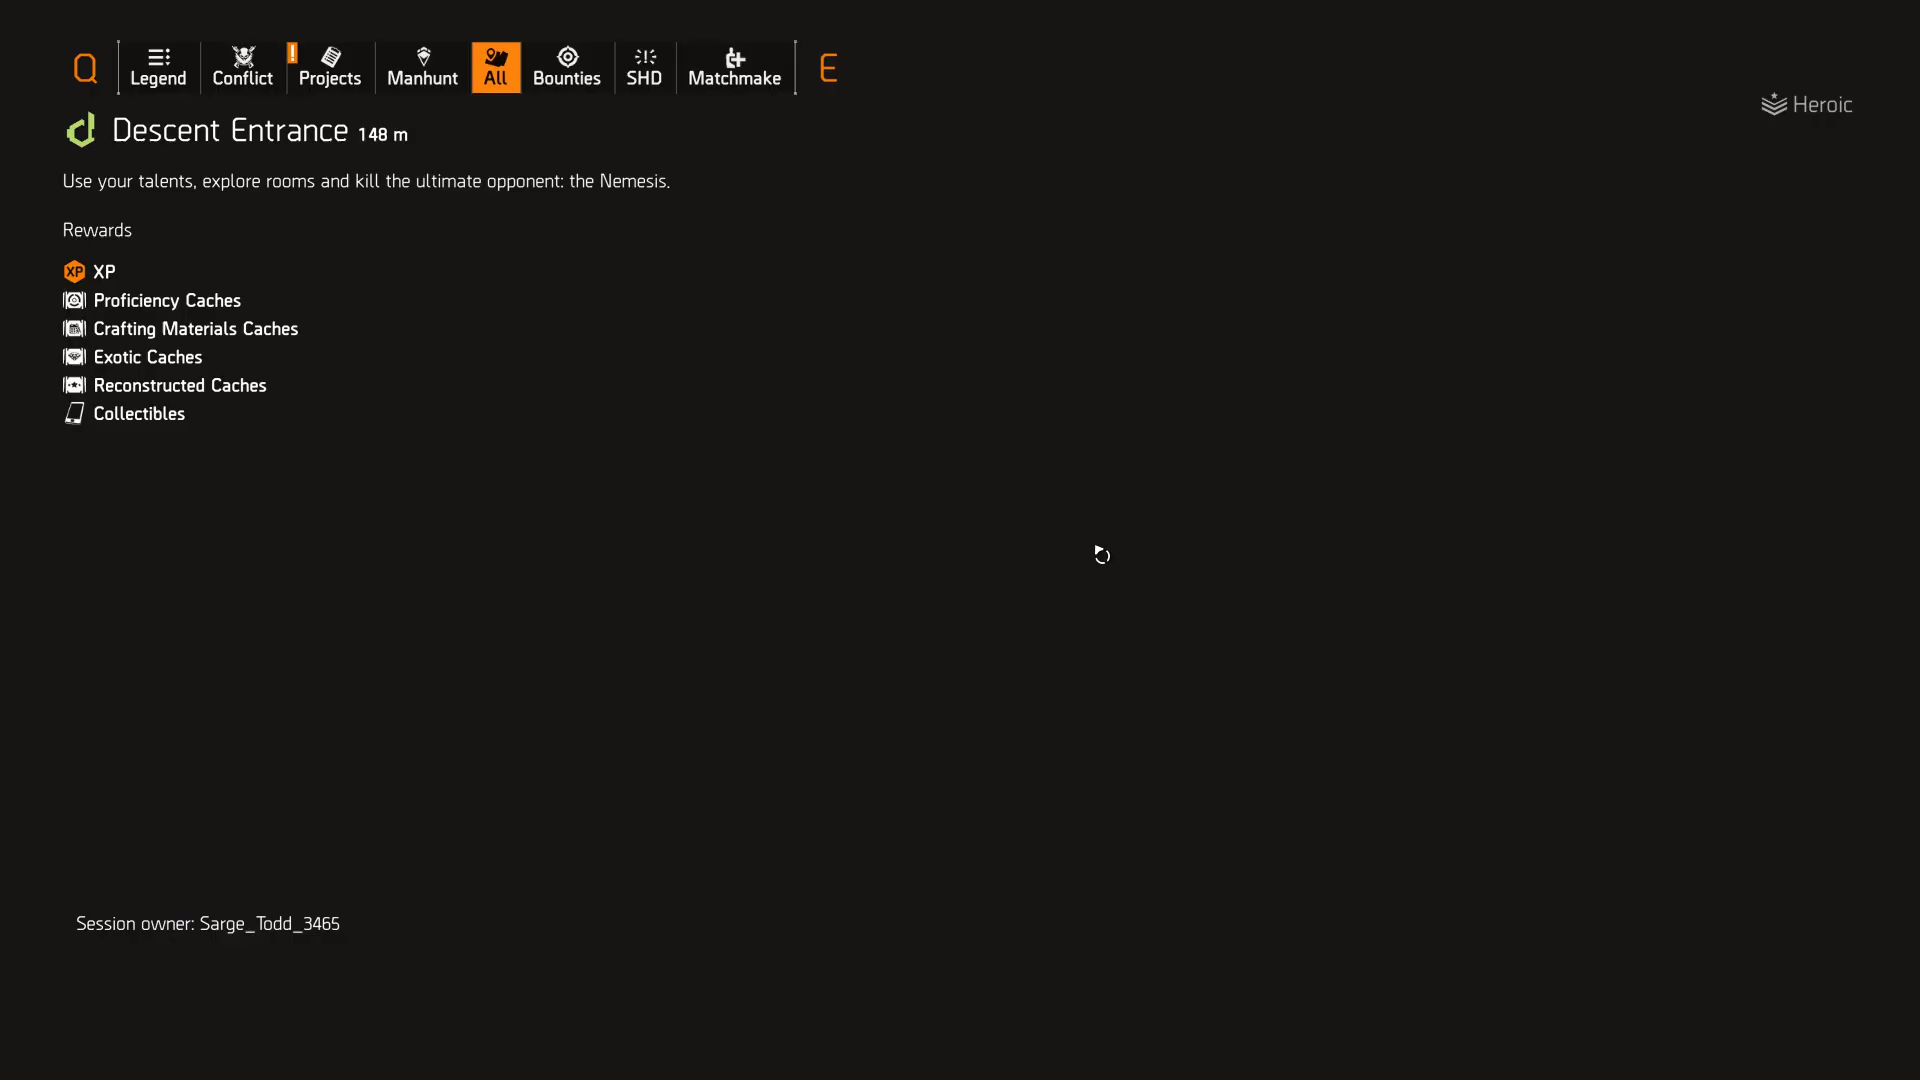 Q Legend Conflict ! Projects Manhunt All Bounties SHD Matchmake E
Heroic
Descent Entrance 148 m
Use your talents, explore rooms and kill the ultimate opponent: the Nemesis.
Rewards
XP XP
Proficiency Caches
Crafting Materials Caches
Exotic Caches
Reconstructed Caches
Collectibles
Session owner: Sarge_Todd_3465